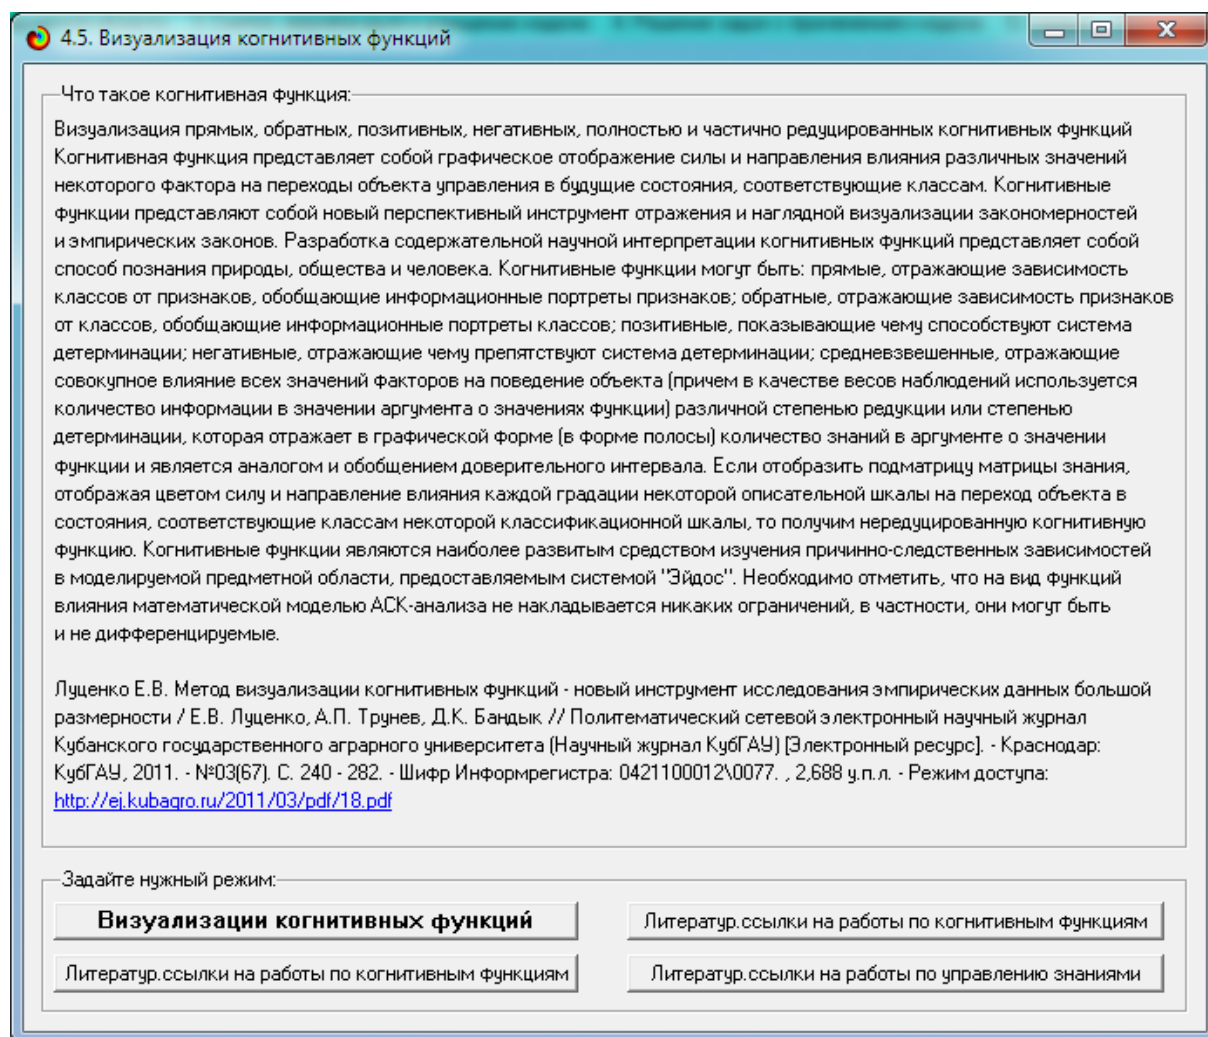 4.5. Визуализация когнитивных функций
Что такое когнитивная функция:
Визуализация прямых, обратных, позитивных, негативных, полностью и частично редуцированных когнитивных функций
Когнитивная функция представляет собой графическое отображение силы и направления влияния различных значений
некоторого фактора на переходы объекта управления в будущие состояния, соответствующие классам. Когнитивные
функции представляют собой новый перспективный инструмент отражения и наглядной визуализации закономерностей
и эмпирических законов. Разработка содержательной научной интерпретации когнитивных функций представляет собой
способ познания природы, общества и человека. Когнитивные функции могут быть: прямые, отражающие зависимость
классов от признаков, обобщающие информационные портреты признаков; обратные, отражающие зависимость признаков
от классов, обобщающие информационные портреты классов; позитивные, показывающие чему способствуют система
детерминации; негативные, отражающие чему препятствуют система детерминации; средневзвешенные, отражающие
совокупное влияние всех значений факторов на поведение объекта (причем в качестве весов наблюдений используется
количество информации в значении аргумента о значениях функции) различной степенью редукции или степенью
детерминации, которая отражает в графической форме (в форме полосы) количество знаний в аргументе о значении
функции и является аналогом и обобщением доверительного интервала. Если отобразить подматрицу матрицы знания,
отображая цветом силу и направление влияния каждой градации некоторой описательной шкалы на переход объекта в
состояния, соответствующие классам некоторой классификационной шкалы, то получим нередуцированную когнитивную
функцию. Когнитивные функции являются наиболее развитым средством изучения причинно-следственных зависимостей
в моделируемой предметной области, предоставляемым системой "Эйдос". Необходимо отметить, что на вид функций
влияния математической моделью АСК-анализа не накладывается никаких ограничений, в частности, они могут быть
и не дифференцируемые.
Луценко Е.В. Метод визуализации когнитивных функций - новый инструмент исследования эмпирических данных большой
размерности / Е.В. Луценко, А.П. Трунев, Д.К. Бандык // Политематический сетевой электронный научный журнал
Кубанского государственного аграрного университета (Научный журнал КубГАУ) [Электронный ресурс]. - Краснодар:
КубГАУ, 2011. - №03(67). С. 240 - 282. - Шифр Информрегистра: 0421100012\0077. , 2,688 у.п.л. - Режим доступа:
http://ej.kubagro.ru/2011/03/pdf/18.pdf
Задайте нужный режим:
Визуализации когнитивных функций
Литератур.ссылки на работы по когнитивным функциям
Литератур.ссылки на работы по когнитивным функциям
Литератур.ссылки на работы по управлению знаниями